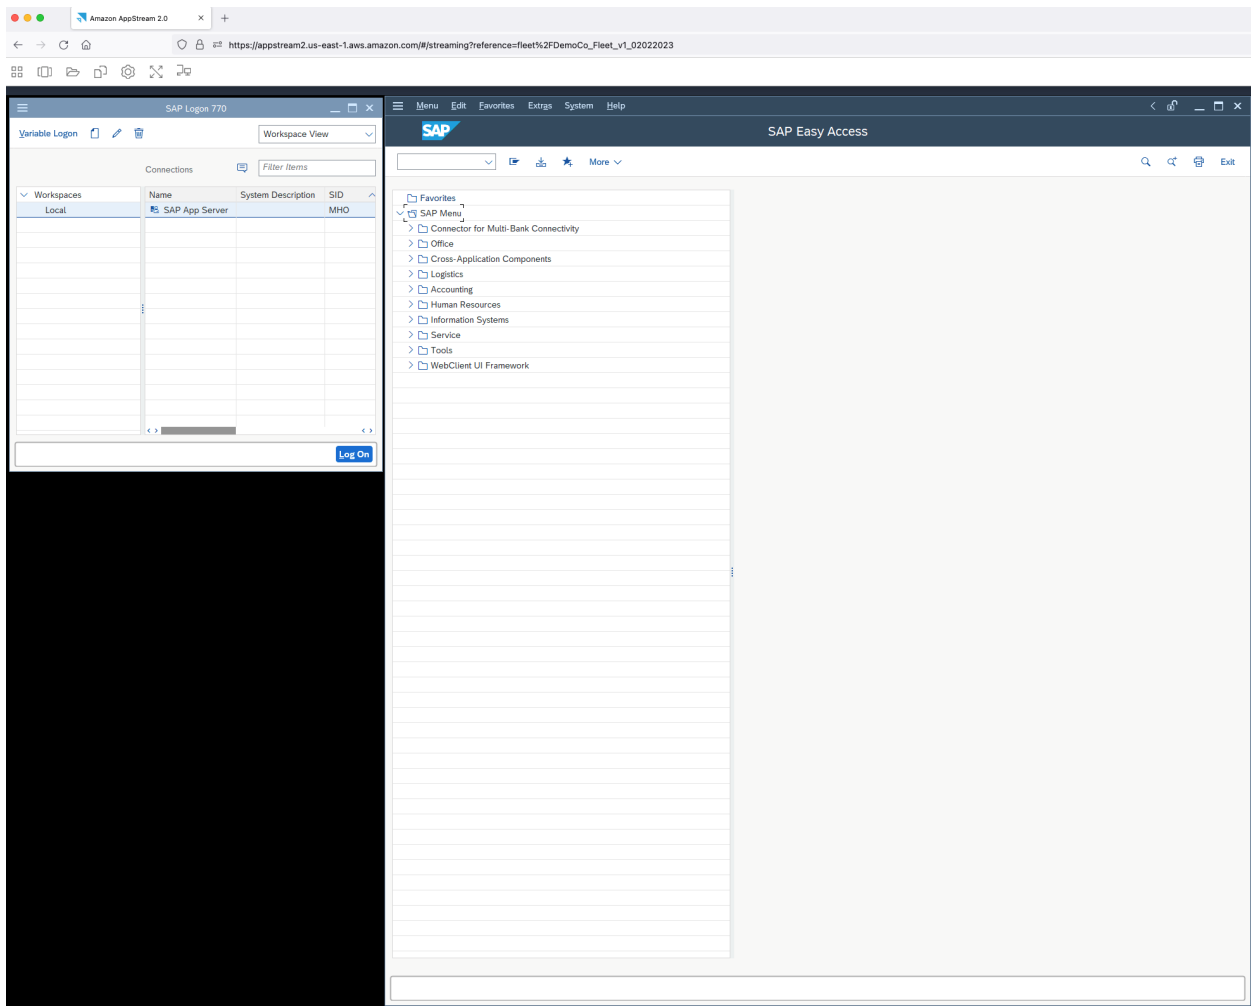 Amazon AppStream 2.0
https://appstream2.us-east-1.aws.amazon.com/#/streaming?reference=fleet%2FDemoCo_Fleet_v1_02022023
SAP Logon 770
Variable Logon
Workspace View
Connections
Filter Items
Workspaces
Name System Description SID
Local
SAP App Server MHO
Log On
Menu Edit Favorites Extras System Help
SAP
SAP Easy Access
More
Exit
Favorites
SAP Menu
Connector for Multi-Bank Connectivity
Office
Cross-Application Components
Logistics
Accounting
Human Resources
Information Systems
Service
Tools
WebClient UI Framework